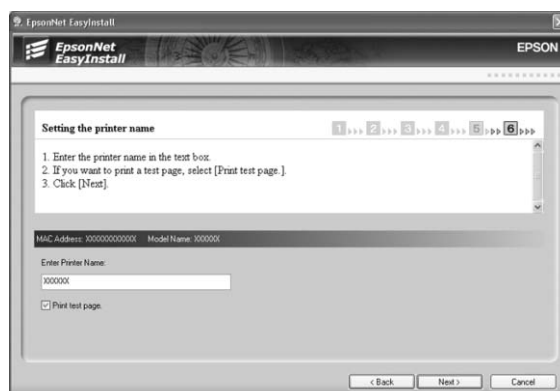 EpsonNet EasyInstall
EpsonNet
EasyInstall
EPSON
Setting the printer name
1 2 3 4 5 6
1. Enter the printer name in the text box.
2. If you want to print a test page, select [Print test page.].
3. Click [Next].
MAC Address: XXXXXXXXXXXX Model Name: XXXXXX
Enter Printer Name:
XXXXXX
Print test page.
< Back Next > Cancel